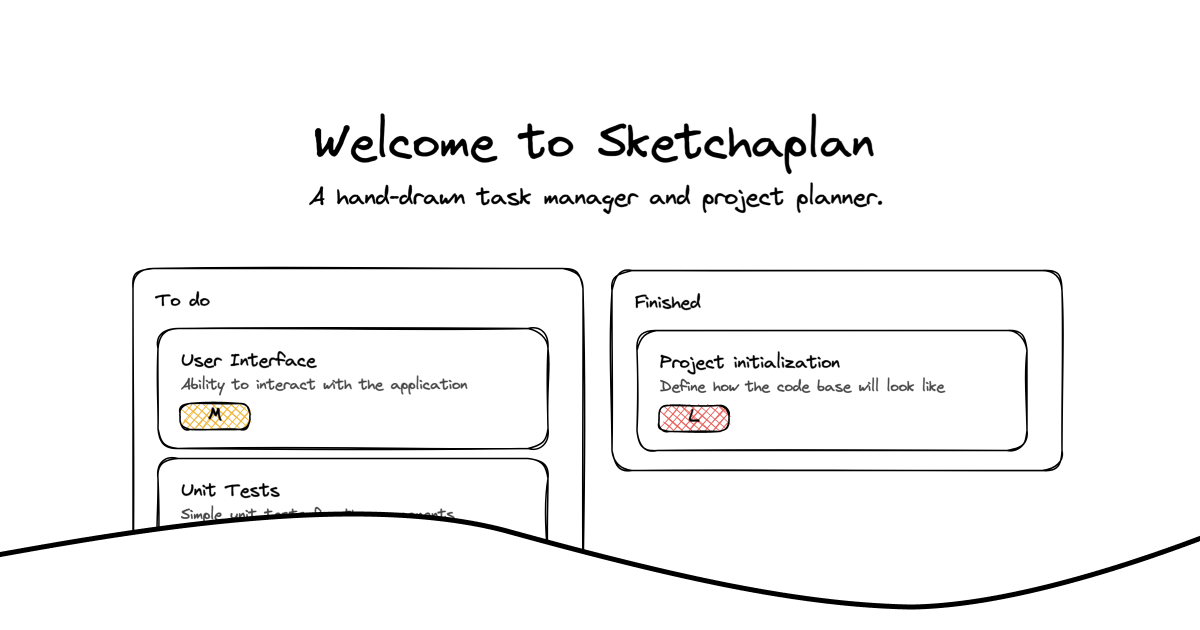 Welcome to Sketchaplan
A hand-drawn task manager and project planner.
To do
User Interface
Ability to interact with the application
M
Unit Tests
Simple unit tests
Finished
Project initialization
Define how the code base will look like
L